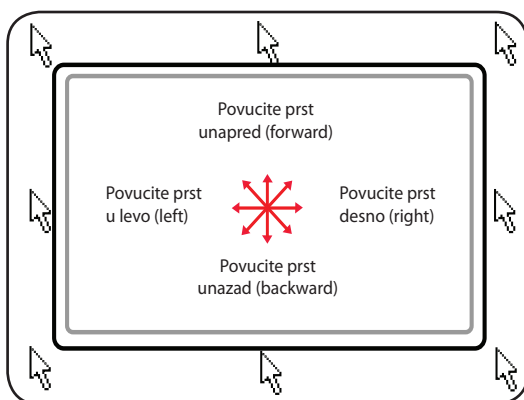 Povucite prst
unapred (forward)
Povucite prst
u levo (left)
Povucite prst
desno (right)
Povucite prst
unazad (backward)